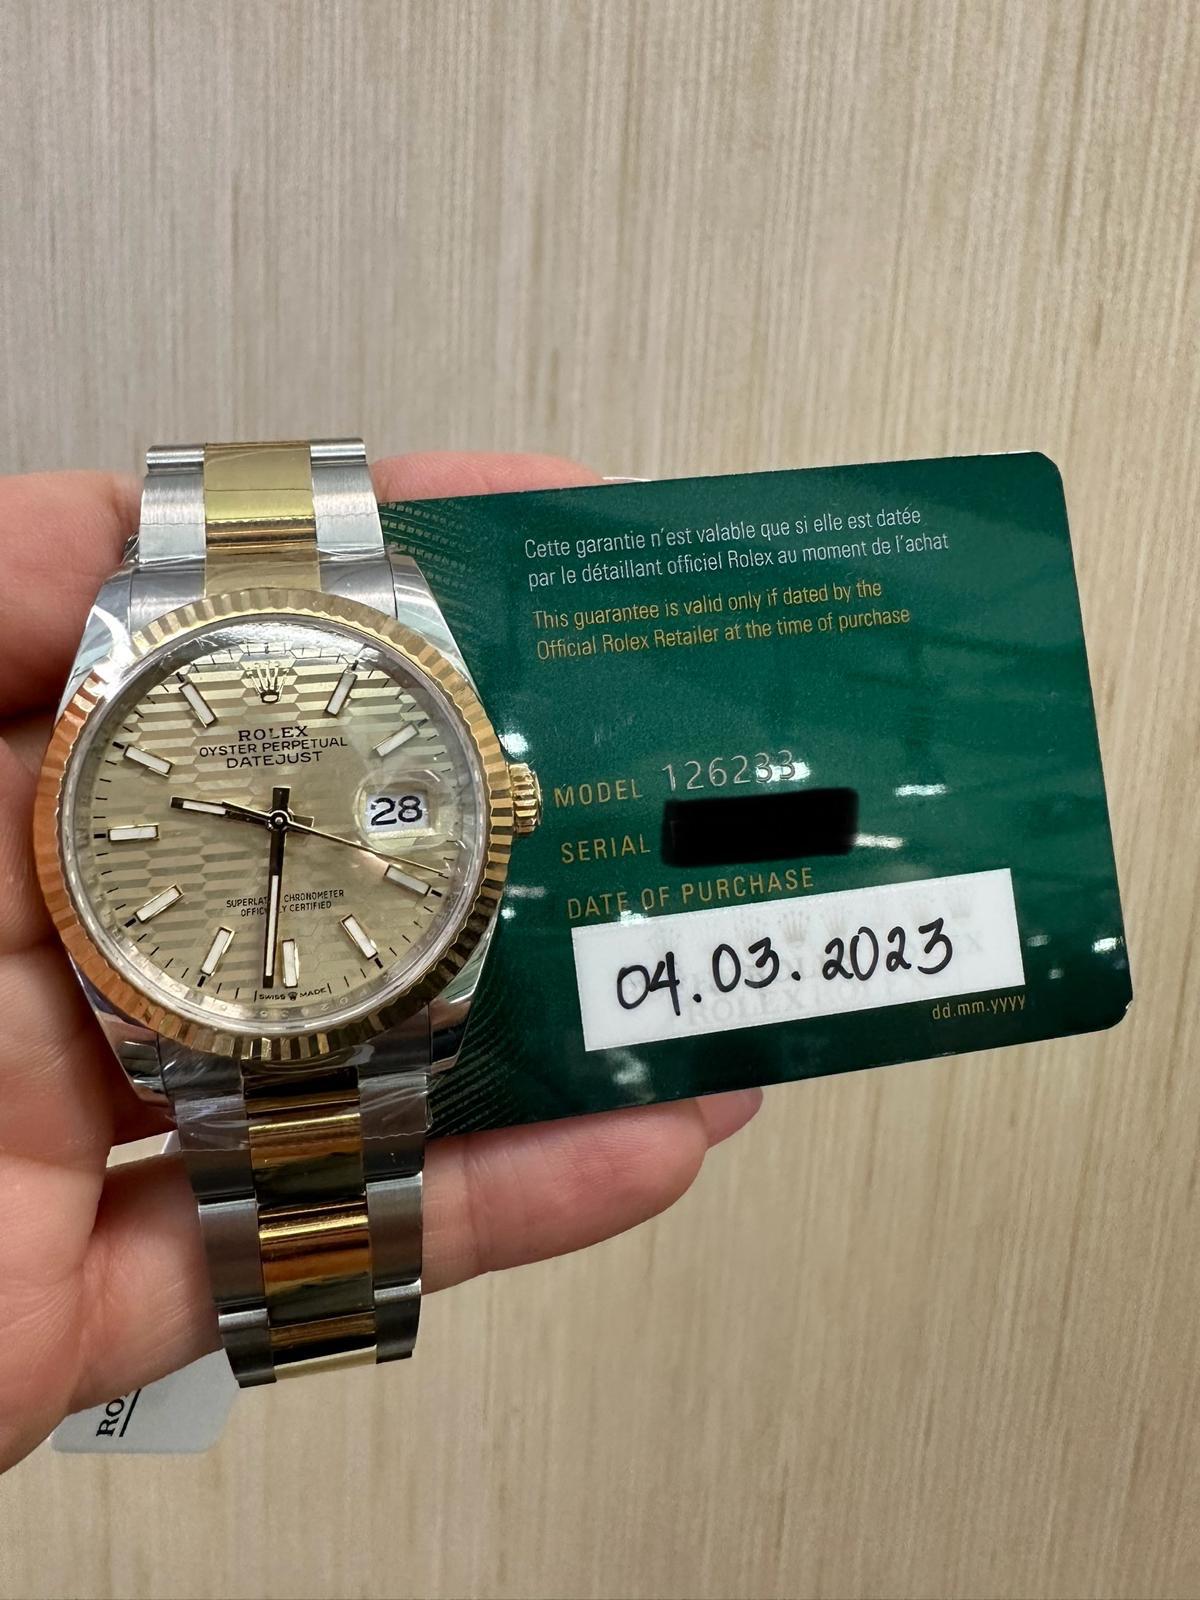 ROLEX
OYSTER PERPETUAL
DATEJUST
28
CHRONOMETER
CERTIFIED
SWISS MADE
Cette garantie n'est valable que si elle est datée
par le détaillant officiel Rolex au moment de l'achat
This guarantee is valid only if dated by the
Official Rolex Retailer at the time of purchase
MODEL 126233
SERIAL
DATE OF PURCHASE
04.03.2023
dd.mm.yyyy